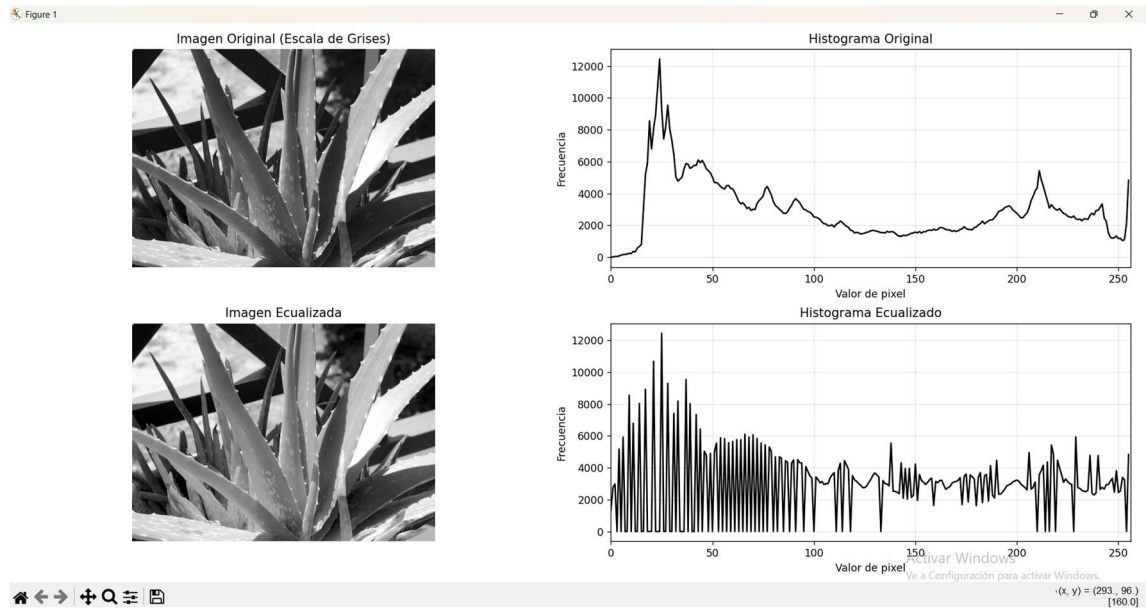 Figure 1
Imagen Original (Escala de Grises)
Histograma Original
12000
10000
8000
6000
4000
2000
0
Frecuencia
0 50 100 150 200 250
Valor de pixel
Imagen Ecualizada
Histograma Ecualizado
12000
10000
8000
6000
4000
2000
0
Frecuencia
0 50 100 150 200 250
Valor de pixel
Activar Windows
Ve a Configuración para activar Windows.
(x, y) = (293., 96.)
[160.0]